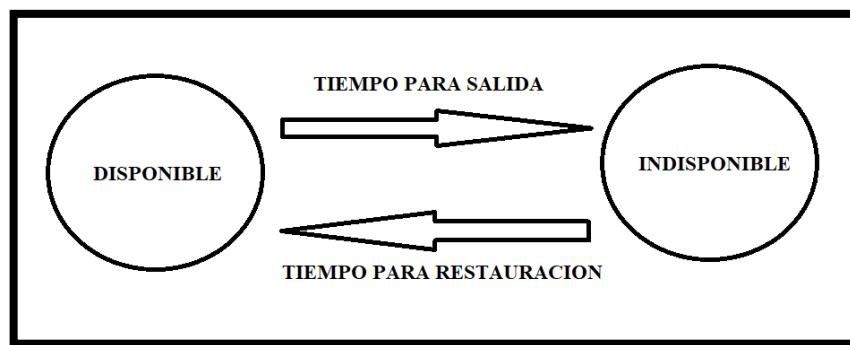 TIEMPO PARA SALIDA
DISPONIBLE
INDISPONIBLE
TIEMPO PARA RESTAURACION